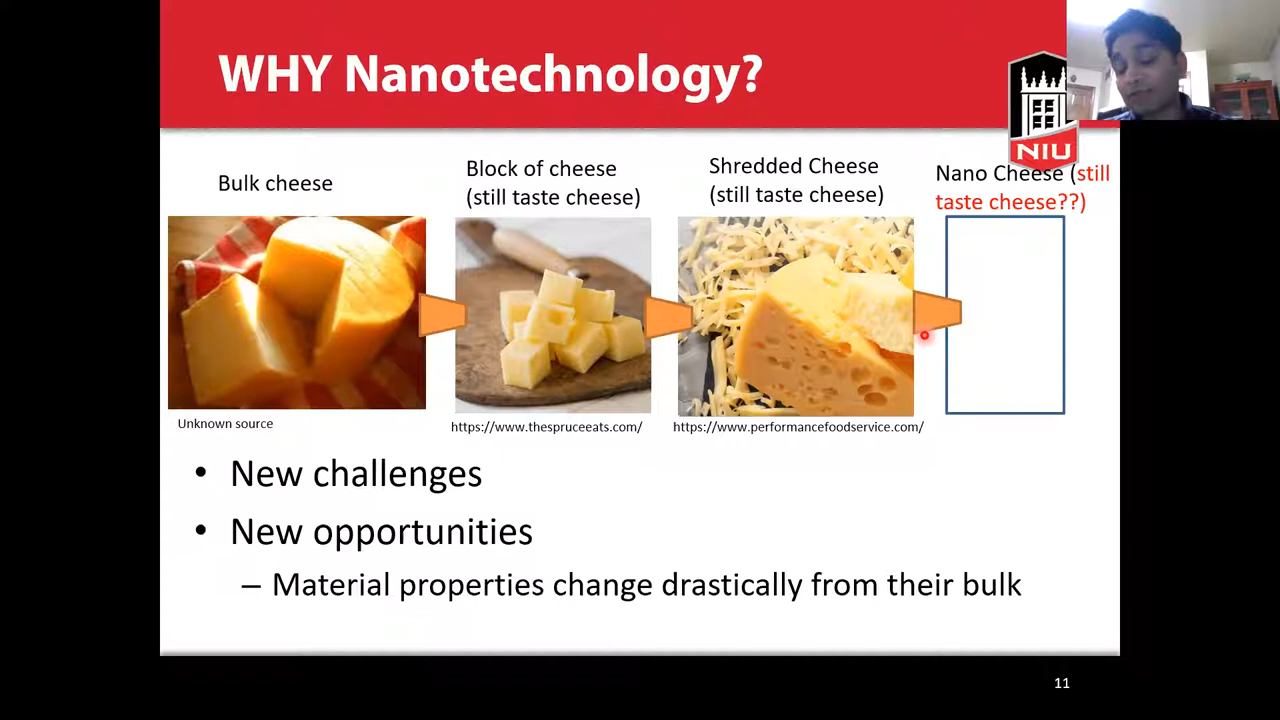 WHY Nanotechnology?
NIU
Bulk cheese
Block of cheese
(still taste cheese)
Shredded Cheese
(still taste cheese)
Nano Cheese (still
taste cheese??)
Unknown source
https://www.thespruceeats.com/
https://www.performancefoodservice.com/
• New challenges
• New opportunities
– Material properties change drastically from their bulk
11